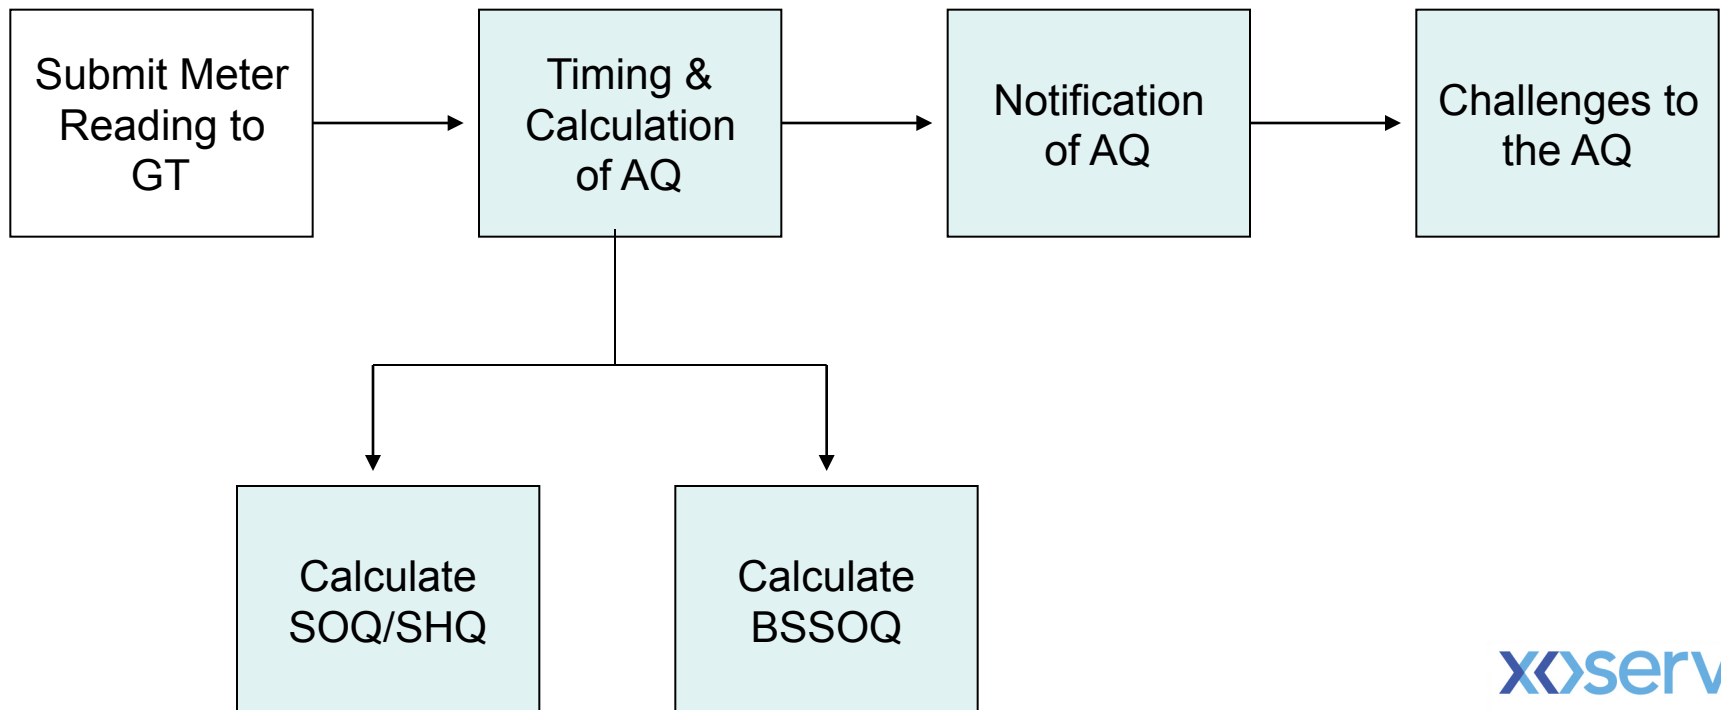 Submit Meter
Reading to
GT
Timing &
Calculation
of AQ
Notification
of AQ
Challenges to
the AQ
Calculate
SOQ/SHQ
Calculate
BSSOQ
xoserv